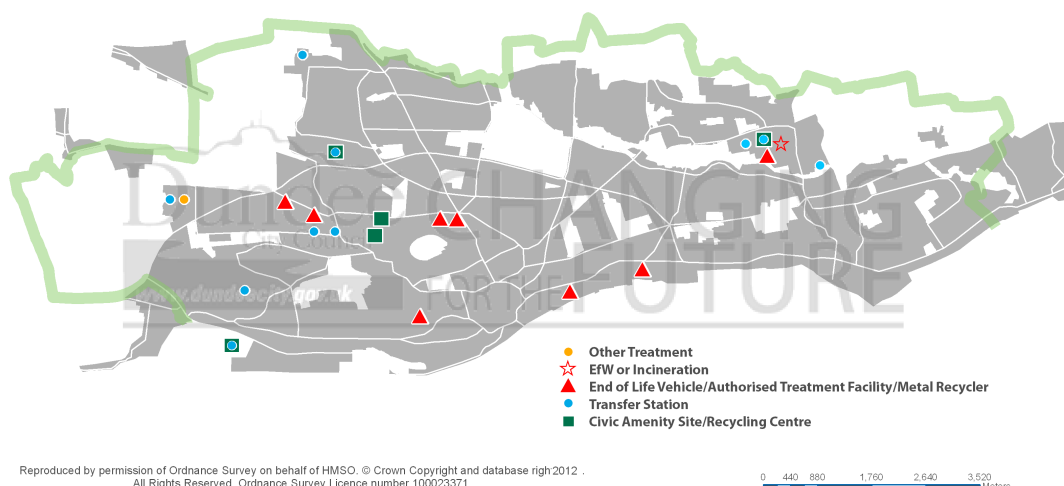 Dundee
City Council
CHANGING
FOR THE
FUTURE
www.dundeecity.gov.uk
Other Treatment
EfW or Incineration
End of Life Vehicle/Authorised Treatment Facility/Metal Recycler
Transfer Station
Civic Amenity Site/Recycling Centre
Reproduced by permission of Ordnance Survey on behalf of HMSO. © Crown Copyright and database righ 2012 .
All Rights Reserved. Ordnance Survey Licence number 100023371
0 440 880 1,760 2,640 3,520
Meters